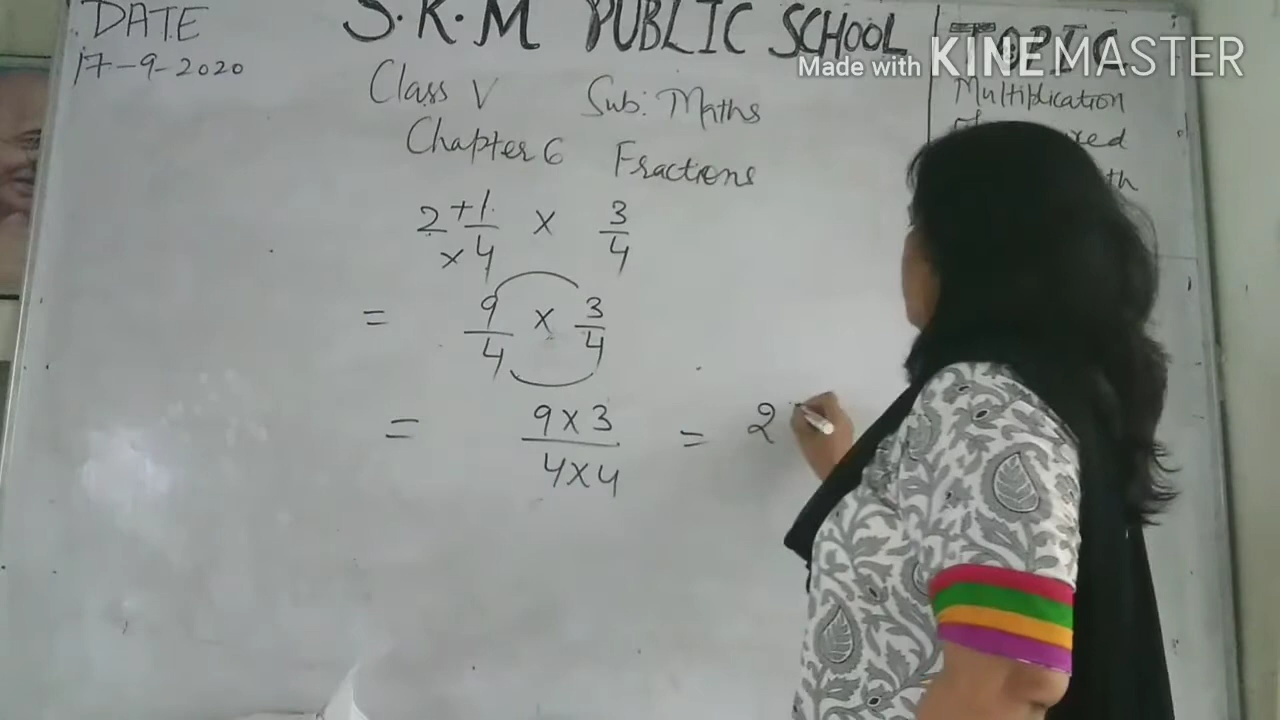 DATE
17-9-2020
S.K.M PUBLIC SCHOOL
Class V Sub: Maths
Chapter 6 Fractions
TOPIC
Made with KINEMASTER
Multiplication
2 +1/×4 × 3/4
= 9/4 × 3/4
= 9×3/4×4 = 2